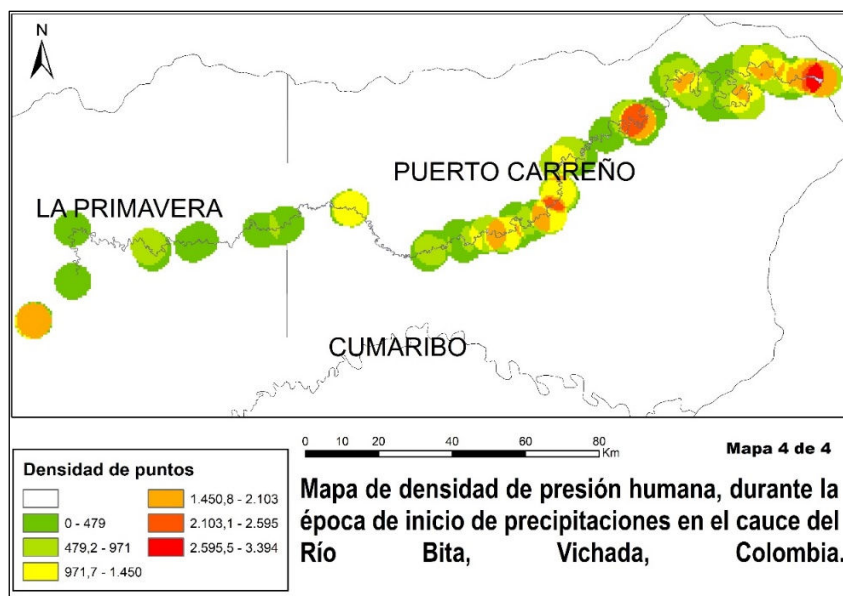 N
PUERTO CARREÑO
LA PRIMAVERA
CUMARIBO
0 10 20 40 60 80
Km
Mapa 4 de 4
Densidad de puntos
0 - 479
479,2 - 971
971,7 - 1.450
1.450,8 - 2.103
2.103,1 - 2.595
2.595,5 - 3.394
Mapa de densidad de presión humana, durante la
época de inicio de precipitaciones en el cauce del
Río Bita, Vichada, Colombia.